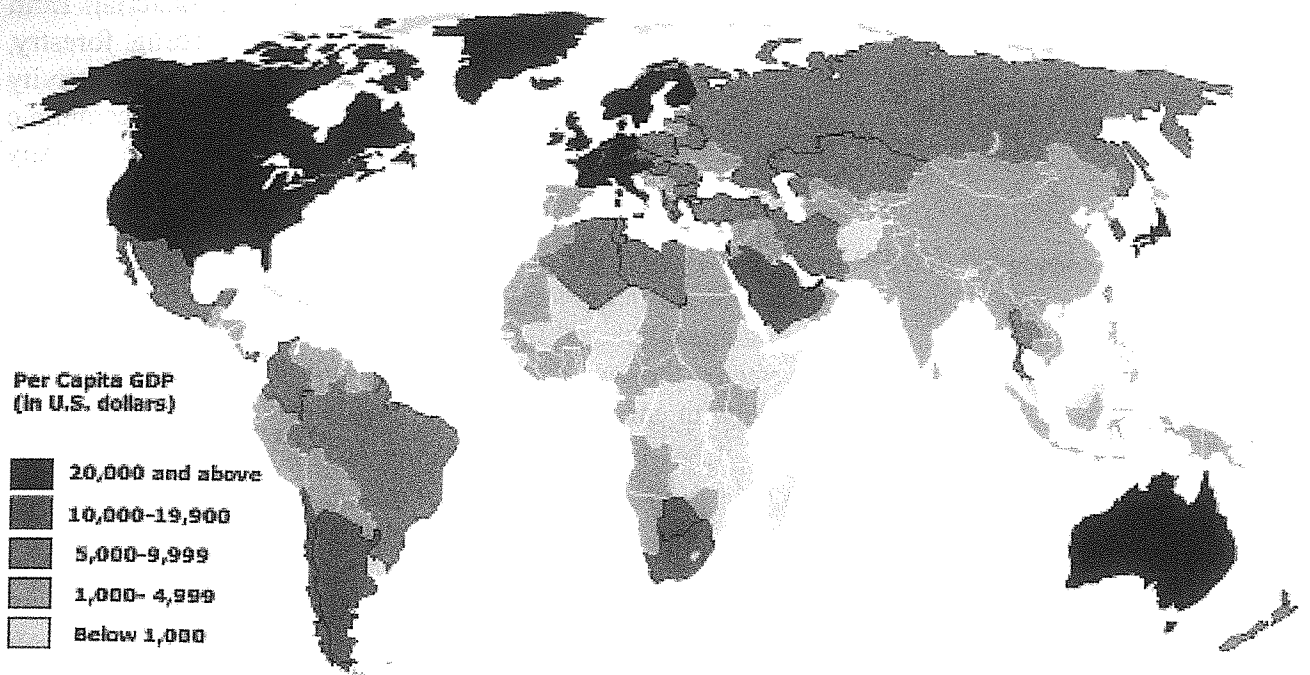 forestry,
Per Capita GDP
(in U.S. dollars)
20,000 and above
10,000-19,900
5,000-9,999
1,000- 4,999
Below 1,000